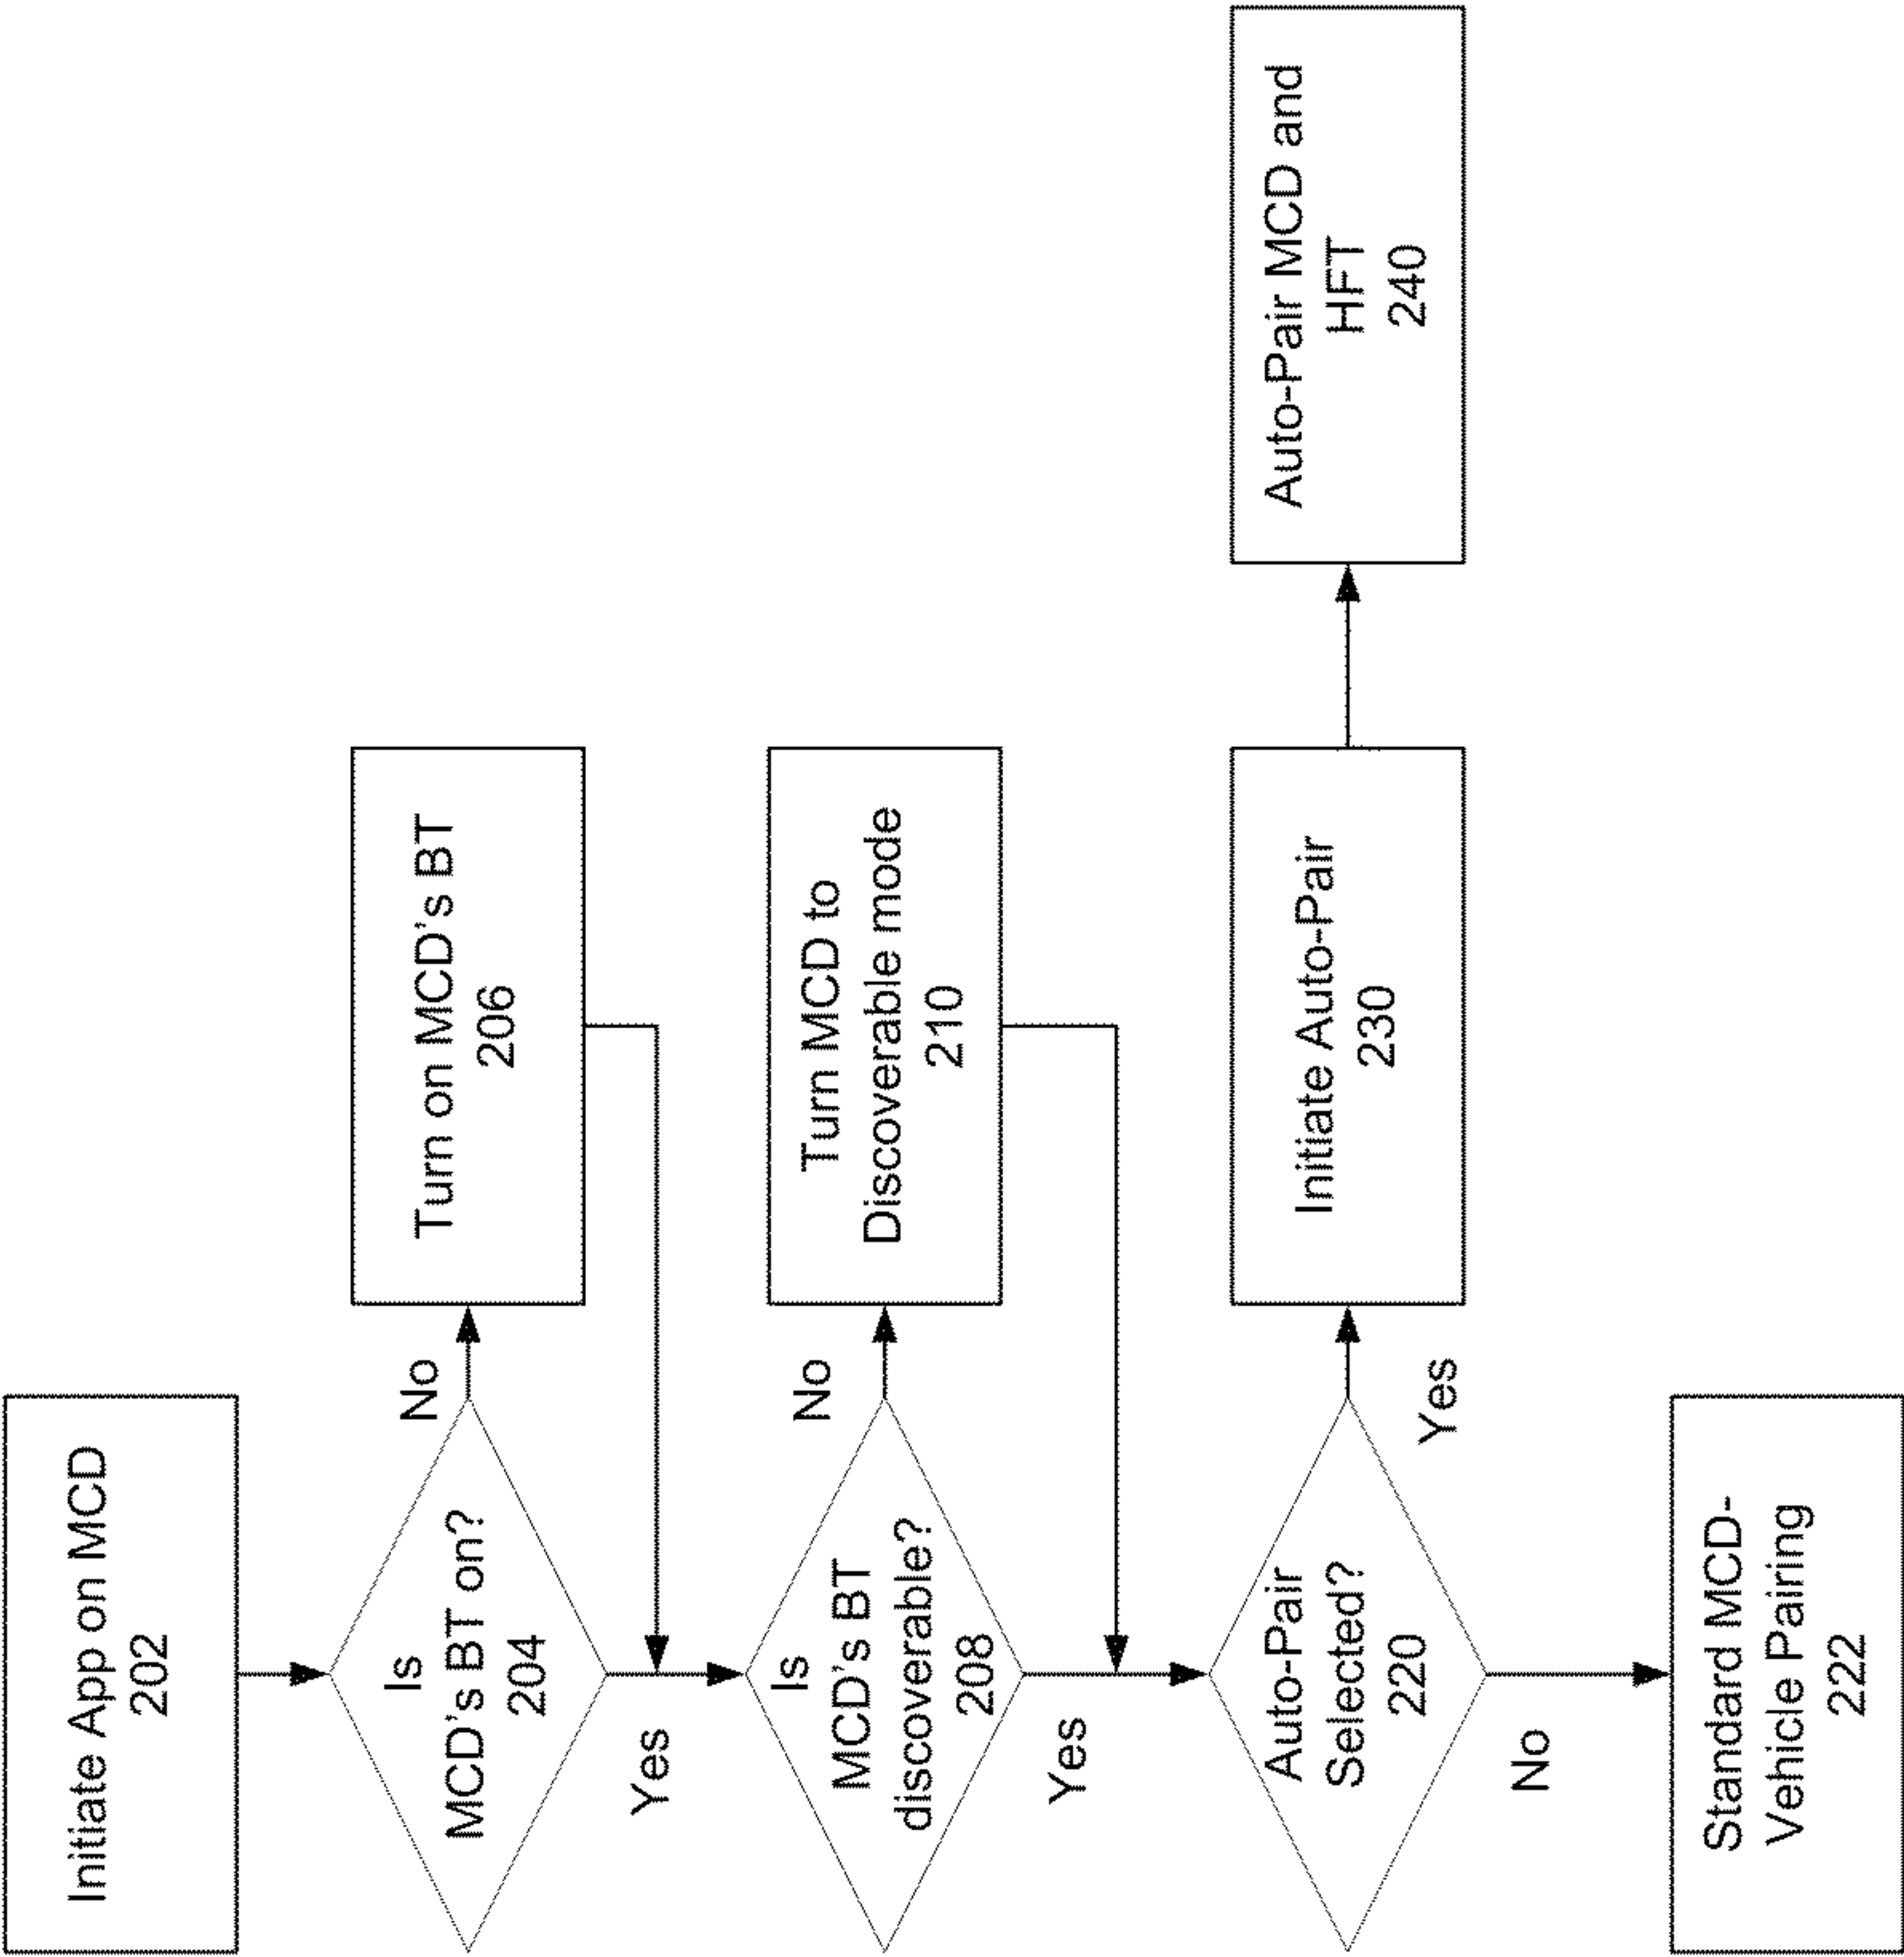 Initiate App on MCD
202
Is
MCD's BT on?
204
No
Turn on MCD's BT
206
Yes
Is
MCD's BT
discoverable?
208
No
Turn MCD to
Discoverable mode
210
Yes
Auto-Pair
Selected?
220
Yes
Initiate Auto-Pair
230
Auto-Pair MCD and
HFT
240
No
Standard MCD-
Vehicle Pairing
222